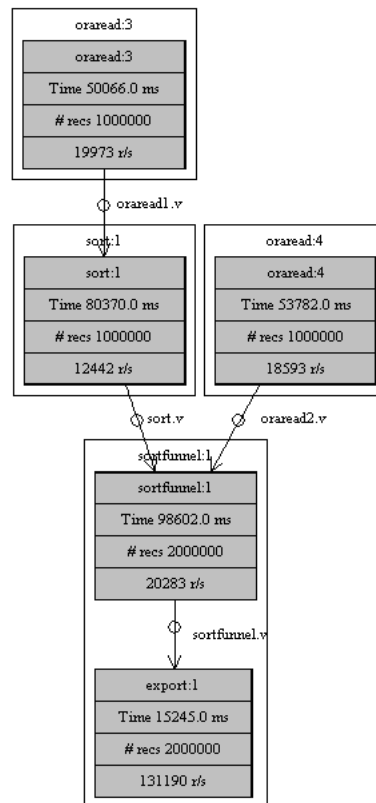 oraread:3
oraread:3
Time 50066.0 ms
# recs 1000000
19973 r/s
oraread1.v
sort:1
sort:1
Time 80370.0 ms
# recs 1000000
12442 r/s
oraread:4
oraread:4
Time 53782.0 ms
# recs 1000000
18593 r/s
sort.v
oraread2.v
sortfunnel:1
sortfunnel:1
Time 98602.0 ms
# recs 2000000
20283 r/s
sortfunnel.v
export:1
Time 15245.0 ms
# recs 2000000
131190 r/s